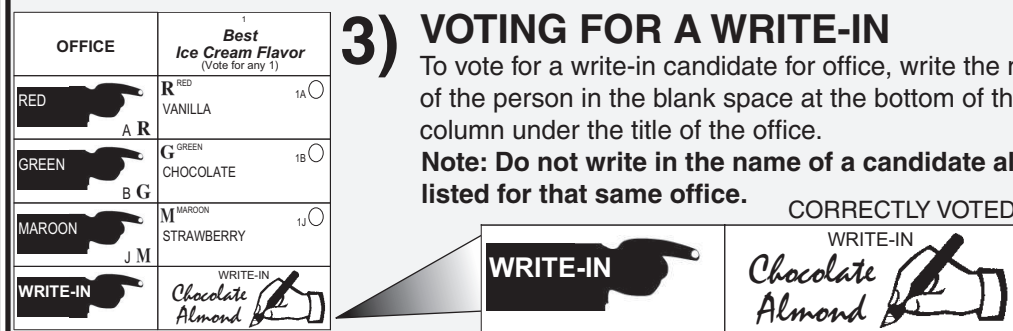 1
OFFICE
Best
Ice Cream Flavor
(Vote for any 1)
RED
A R
R RED
1A
VANILLA
GREEN
B G
G GREEN
1B
CHOCOLATE
MAROON
J M
M MAROON
1J
STRAWBERRY
WRITE-IN
WRITE-IN
Chocolate
Almond
3) VOTING FOR A WRITE-IN
To vote for a write-in candidate for office, write the
of the person in the blank space at the bottom of
column under the title of the office.
Note: Do not write in the name of a candidate
listed for that same office.
CORRECTLY VOTED
WRITE-IN
WRITE-IN
Chocolate
Almond